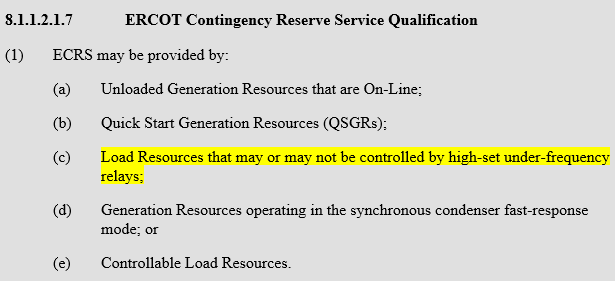 8.1.1.2.1.7 ERCOT Contingency Reserve Service Qualification
(1) ECRS may be provided by:
(a) Unloaded Generation Resources that are On-Line;
(b) Quick Start Generation Resources (QSGRs);
(c) Load Resources that may or may not be controlled by high-set under-frequency
relays;
(d) Generation Resources operating in the synchronous condenser fast-response
mode; or
(e) Controllable Load Resources.